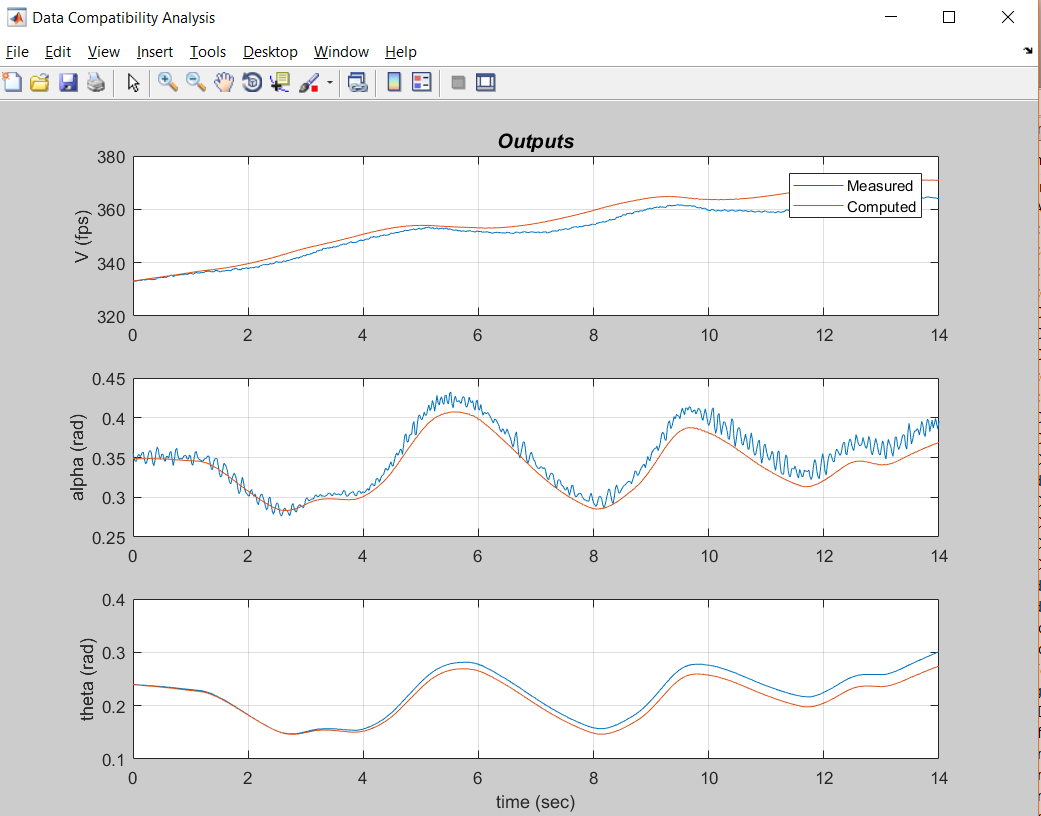 Data Compatibility Analysis
File Edit View Insert Tools Desktop Window Help
Outputs
380
360
340
320
V (fps)
Measured
Computed
0 2 4 6 8 10 12 14
0.45
0.4
0.35
0.3
0.25
alpha (rad)
0 2 4 6 8 10 12 14
0.4
0.3
0.2
0.1
theta (rad)
0 2 4 6 8 10 12 14
time (sec)